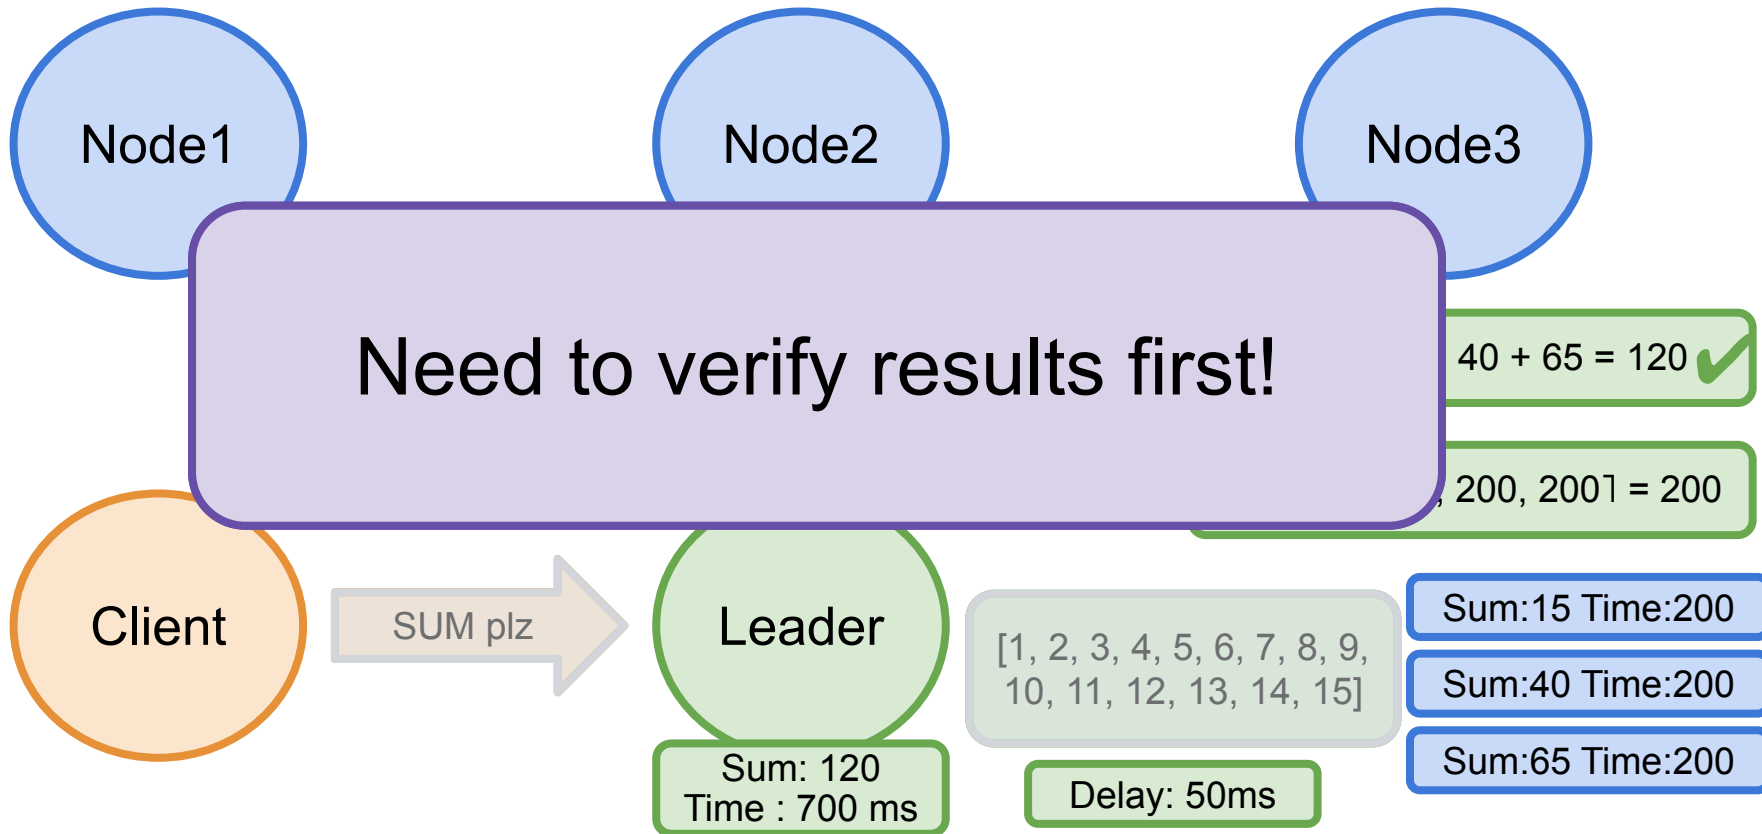 Node1
Node2
Node3
Need to verify results first!
40 + 65 = 120 ✔
, 200, 200] = 200
Client
SUM plz
Leader
[1, 2, 3, 4, 5, 6, 7, 8, 9,
10, 11, 12, 13, 14, 15]
Sum:15 Time:200
Sum:40 Time:200
Sum:65 Time:200
Sum: 120
Time : 700 ms
Delay: 50ms